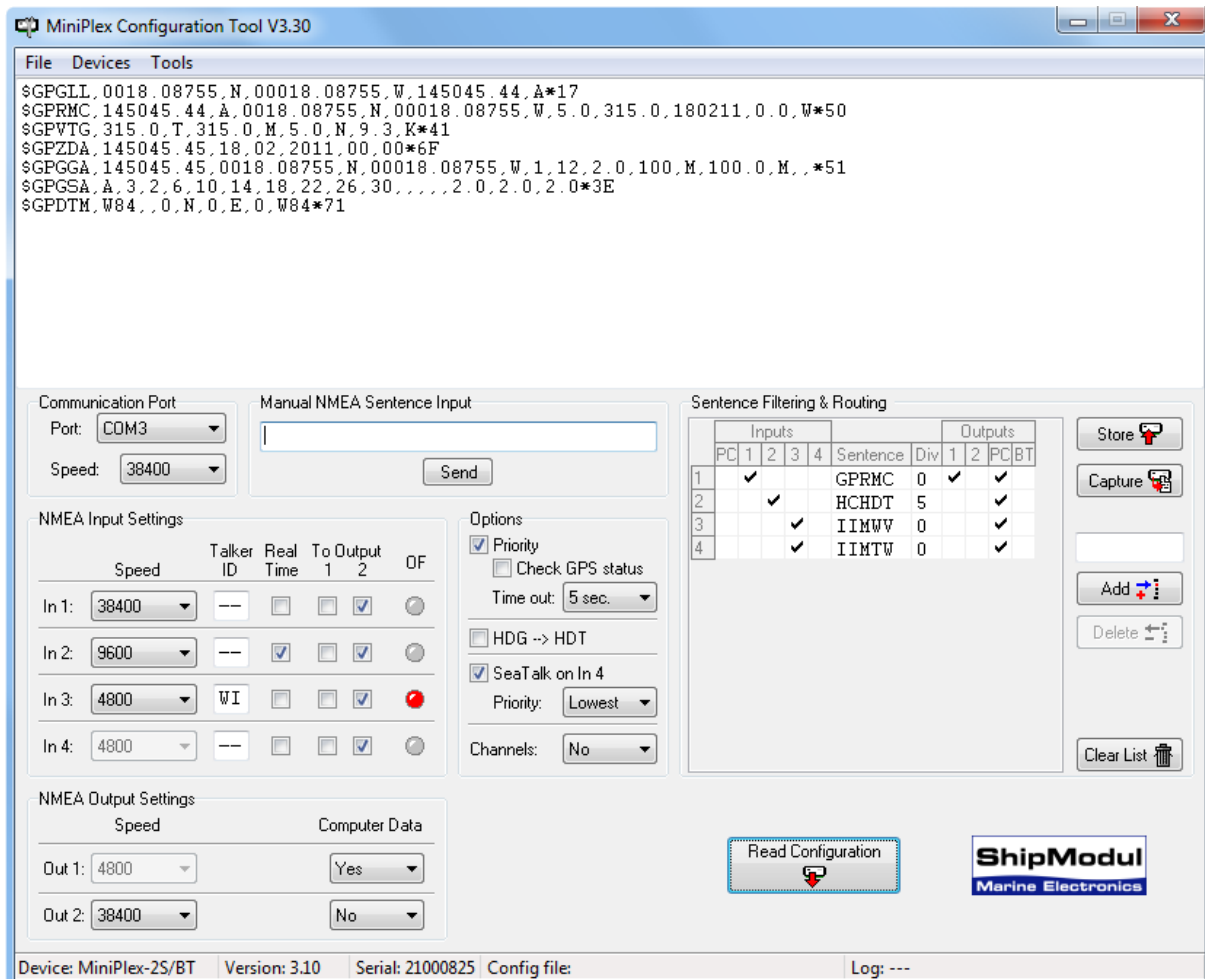 MiniPlex Configuration Tool V3.30
File Devices Tools
$GPGLL,0018.08755,N,00018.08755,W,145045.44,A*17
$GPRMC,145045.44,A,0018.08755,N,00018.08755,W,5.0,315.0,180211,0.0,W*50
$GPVTG,315.0,T,315.0,M,5.0,N,9.3,K*41
$GPZDA,145045.45,18,02,2011,00,00*6F
$GPGGA,145045.45,0018.08755,N,00018.08755,W,1,12,2.0,100,M,100.0,M,,*51
$GPGSA,A,3,2,6,10,14,18,22,26,30,,,,,2.0,2.0,2.0*3E
$GPDTM,W84,,0,N,0,E,0,W84*71
Communication Port
Port: COM3
Speed: 38400
Manual NMEA Sentence Input
Send
NMEA Input Settings
Speed Talker ID Real Time To Output 1 2 OF
In 1: 38400 --
In 2: 9600 --
In 3: 4800 WI
In 4: 4800 --
Options
Priority
Check GPS status
Time out: 5 sec.
HDG --> HDT
SeaTalk on In 4
Priority: Lowest
Channels: No
Sentence Filtering & Routing
Inputs Outputs
PC 1 2 3 4 Sentence Div 1 2 PC BT
1 GPRMC 0
2 HCHDT 5
3 IIMWV 0
4 IIMTW 0
Store
Capture
Add
Delete
Clear List
NMEA Output Settings
Speed Computer Data
Out 1: 4800 Yes
Out 2: 38400 No
Read Configuration
ShipModul
Marine Electronics
Device: MiniPlex-2S/BT Version: 3.10 Serial: 21000825 Config file: Log: ---